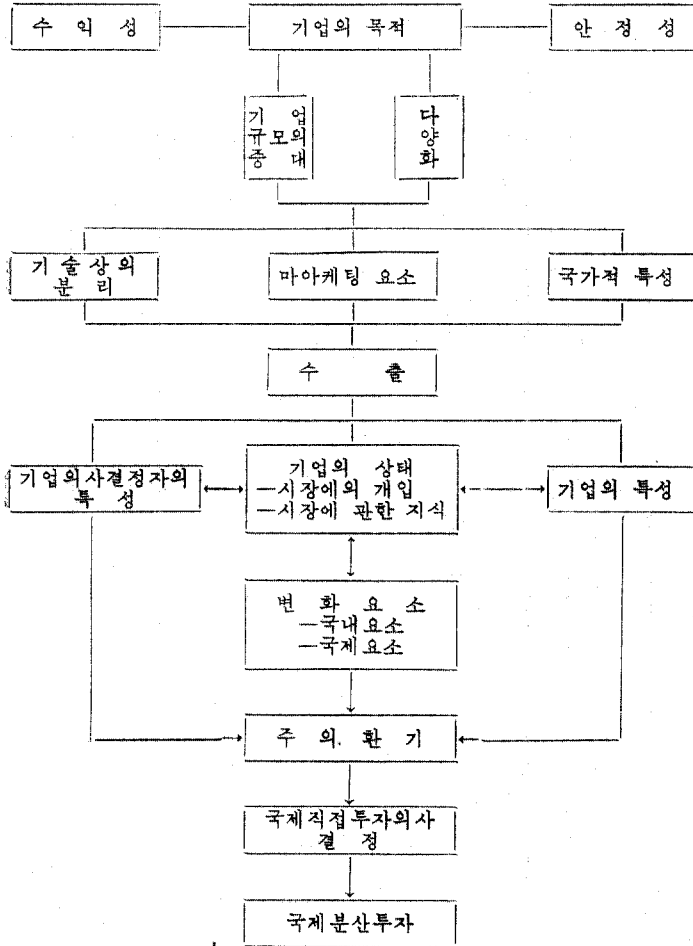 수 익 성
기업의 목적
안 정 성
기 업
규모의
증 대
다
양
화
기 술 상 의
분 리
마아케팅 요소
국가적 특성
수 출
기업의사결정자의
특 성
기업의 상태
—시장에의 개입
—시장에 관한 지식
기업의 특성
변 화 요 소
—국내요소
—국제요소
주 의 환 기
국제직접투자의사
결 정
국제분산투자